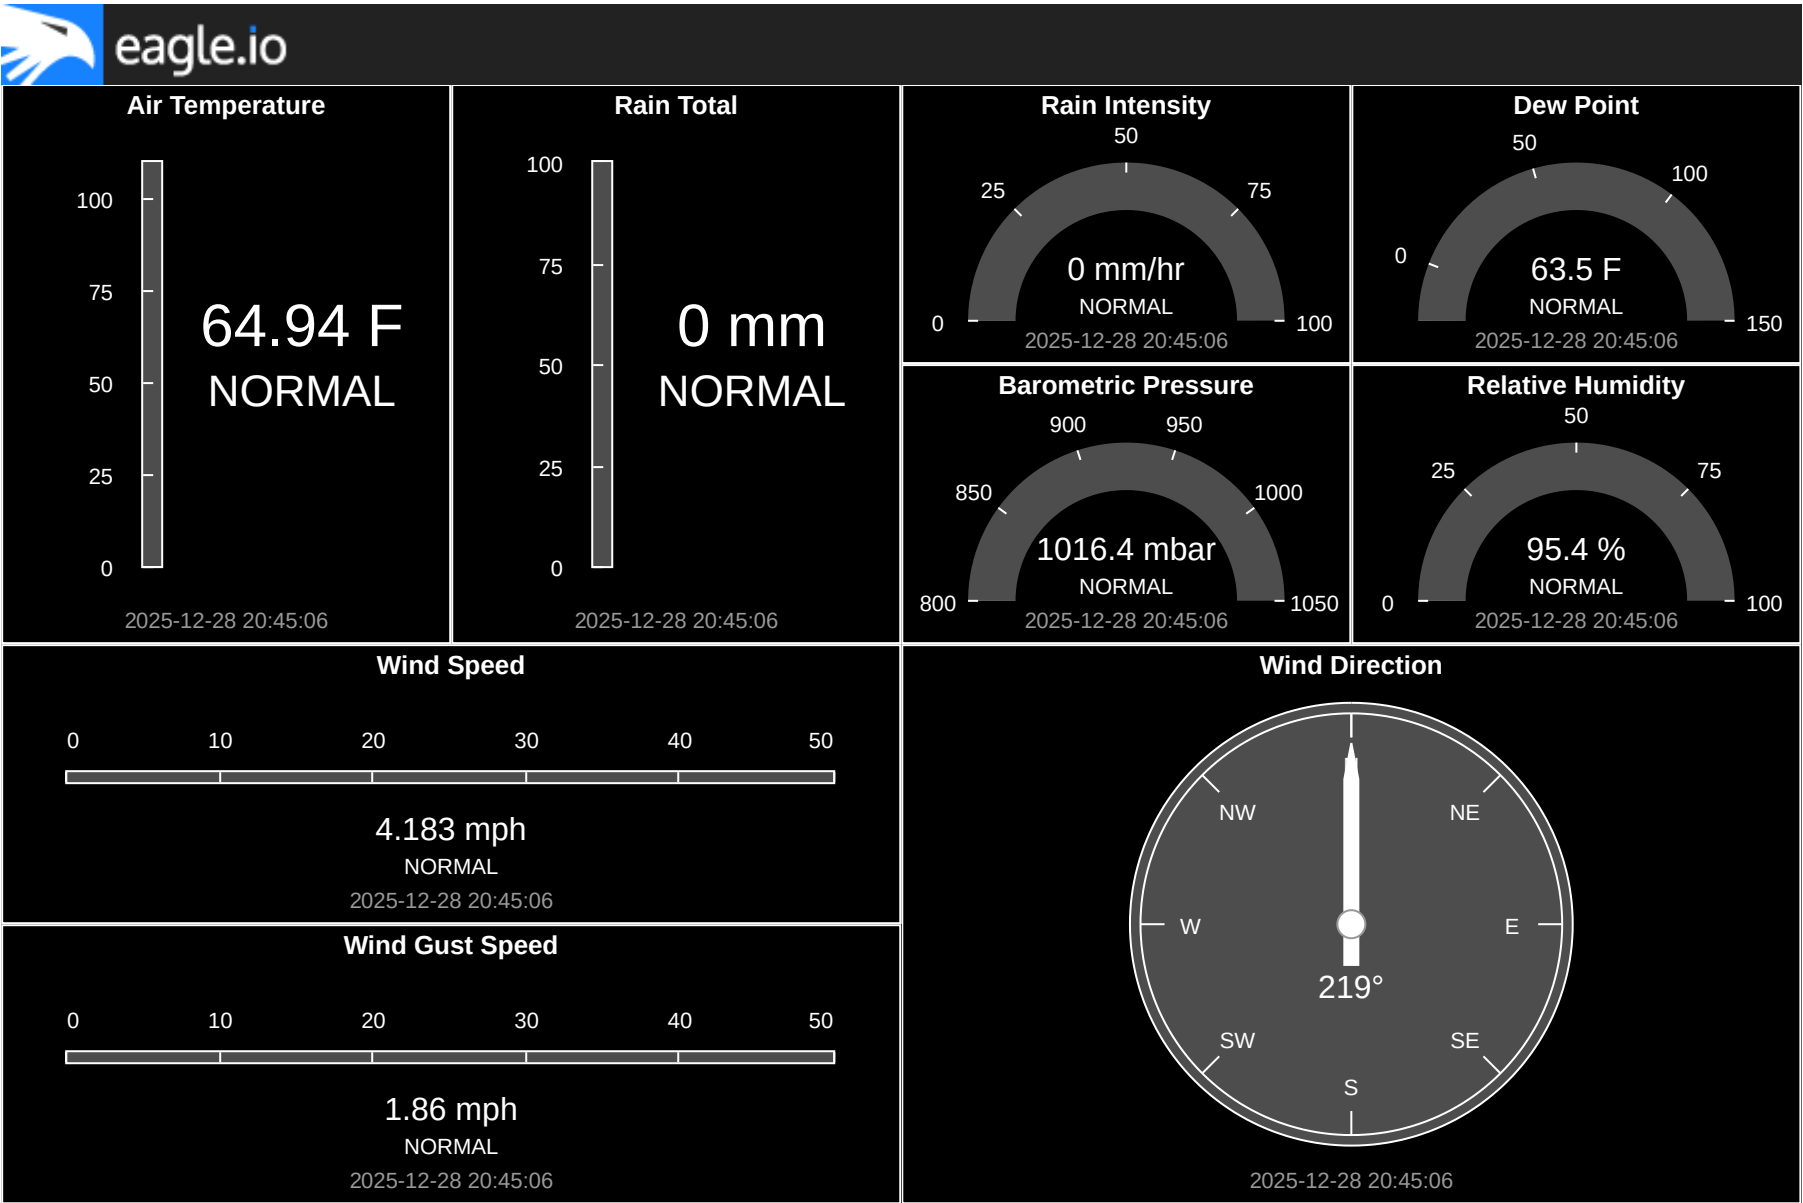 eagle.io
Air Temperature
100
75
50
25
0
64.94 F
NORMAL
2025-12-28 20:45:06
Rain Total
100
75
50
25
0
0 mm
NORMAL
2025-12-28 20:45:06
Rain Intensity
0
25
50
75
100
0 mm/hr
NORMAL
2025-12-28 20:45:06
Dew Point
0
50
100
150
63.5 F
NORMAL
2025-12-28 20:45:06
Barometric Pressure
800
850
900
950
1000
1050
1016.4 mbar
NORMAL
2025-12-28 20:45:06
Relative Humidity
0
25
50
75
100
95.4 %
NORMAL
2025-12-28 20:45:06
Wind Speed
0 10 20 30 40 50
4.183 mph
NORMAL
2025-12-28 20:45:06
Wind Gust Speed
0 10 20 30 40 50
1.86 mph
NORMAL
2025-12-28 20:45:06
Wind Direction
NW NE
W E
219°
SW SE
S
2025-12-28 20:45:06